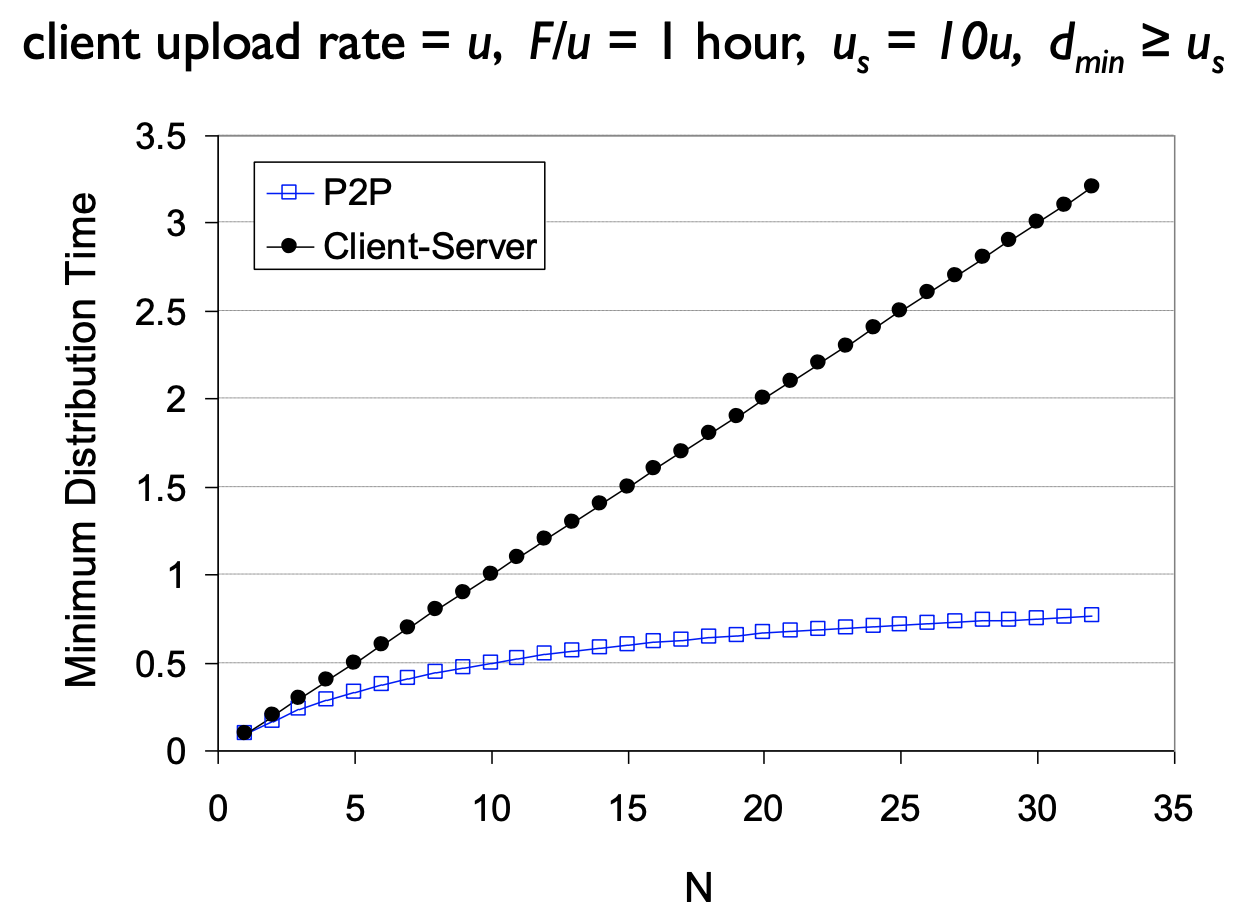 client upload rate = u, F/u = 1 hour, us = 10u, dmin ≥ us
3.5
3
2.5
2
1.5
1
0.5
0
P2P
Client-Server
Minimum Distribution Time
0 5 10 15 20 25 30 35
N